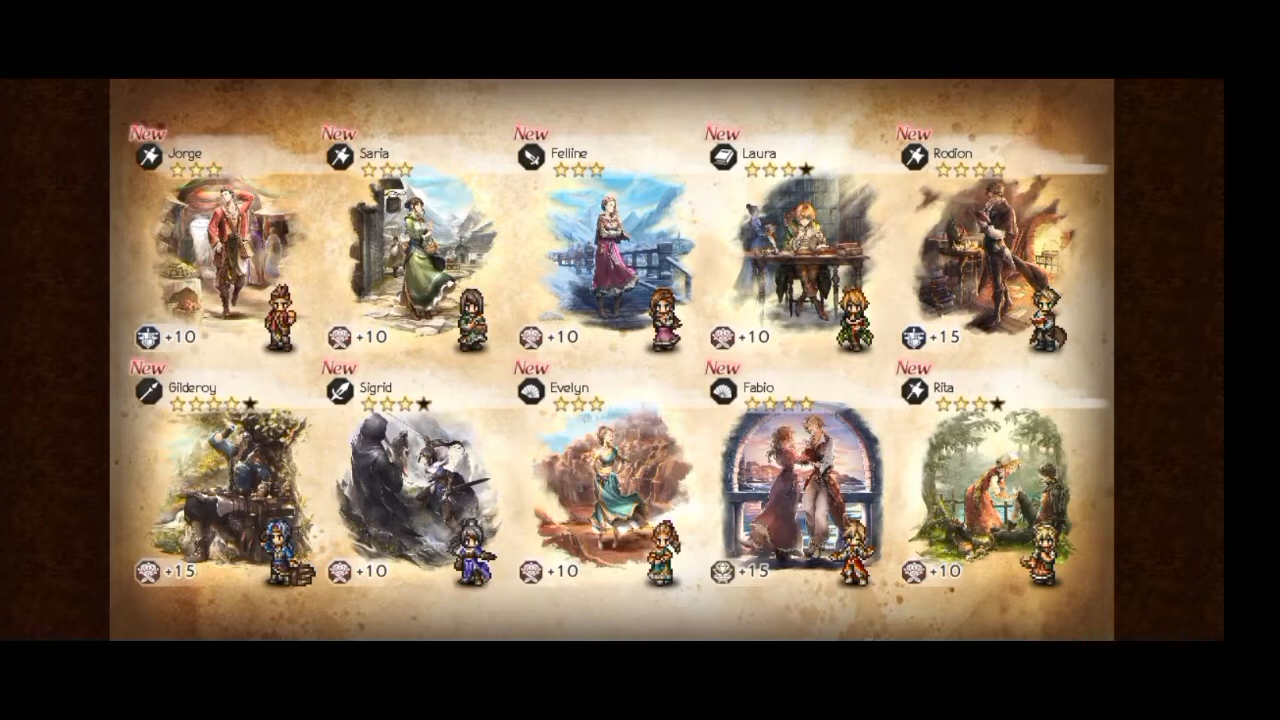 New New New New New
Jorge Saria Felline Laura Rodion
+10 +10 +10 +10 +15
New New New New New
Gilderoy Sigrid Evelyn Fabio Rita
+15 +10 +10 +15 +10